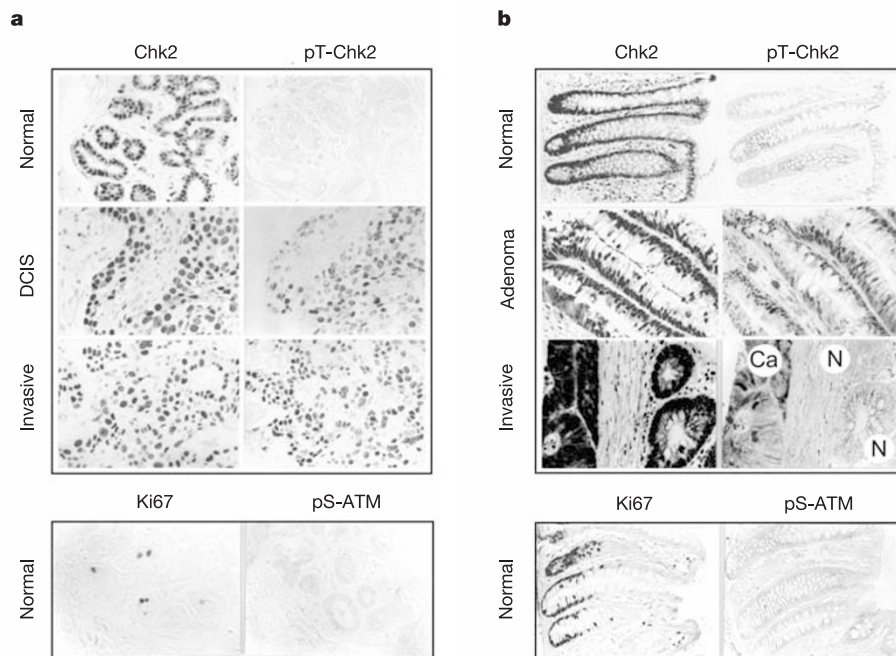 a
Chk2 pT-Chk2
Normal
DCIS
Invasive
Ki67 pS-ATM
Normal
b
Chk2 pT-Chk2
Normal
Adenoma
Invasive
Ca N
N
Ki67 pS-ATM
Normal